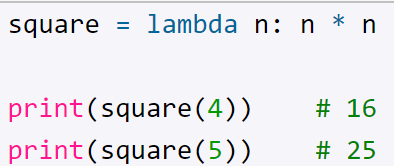 square = lambda n: n * n
print(square(4))    # 16
print(square(5))    # 25